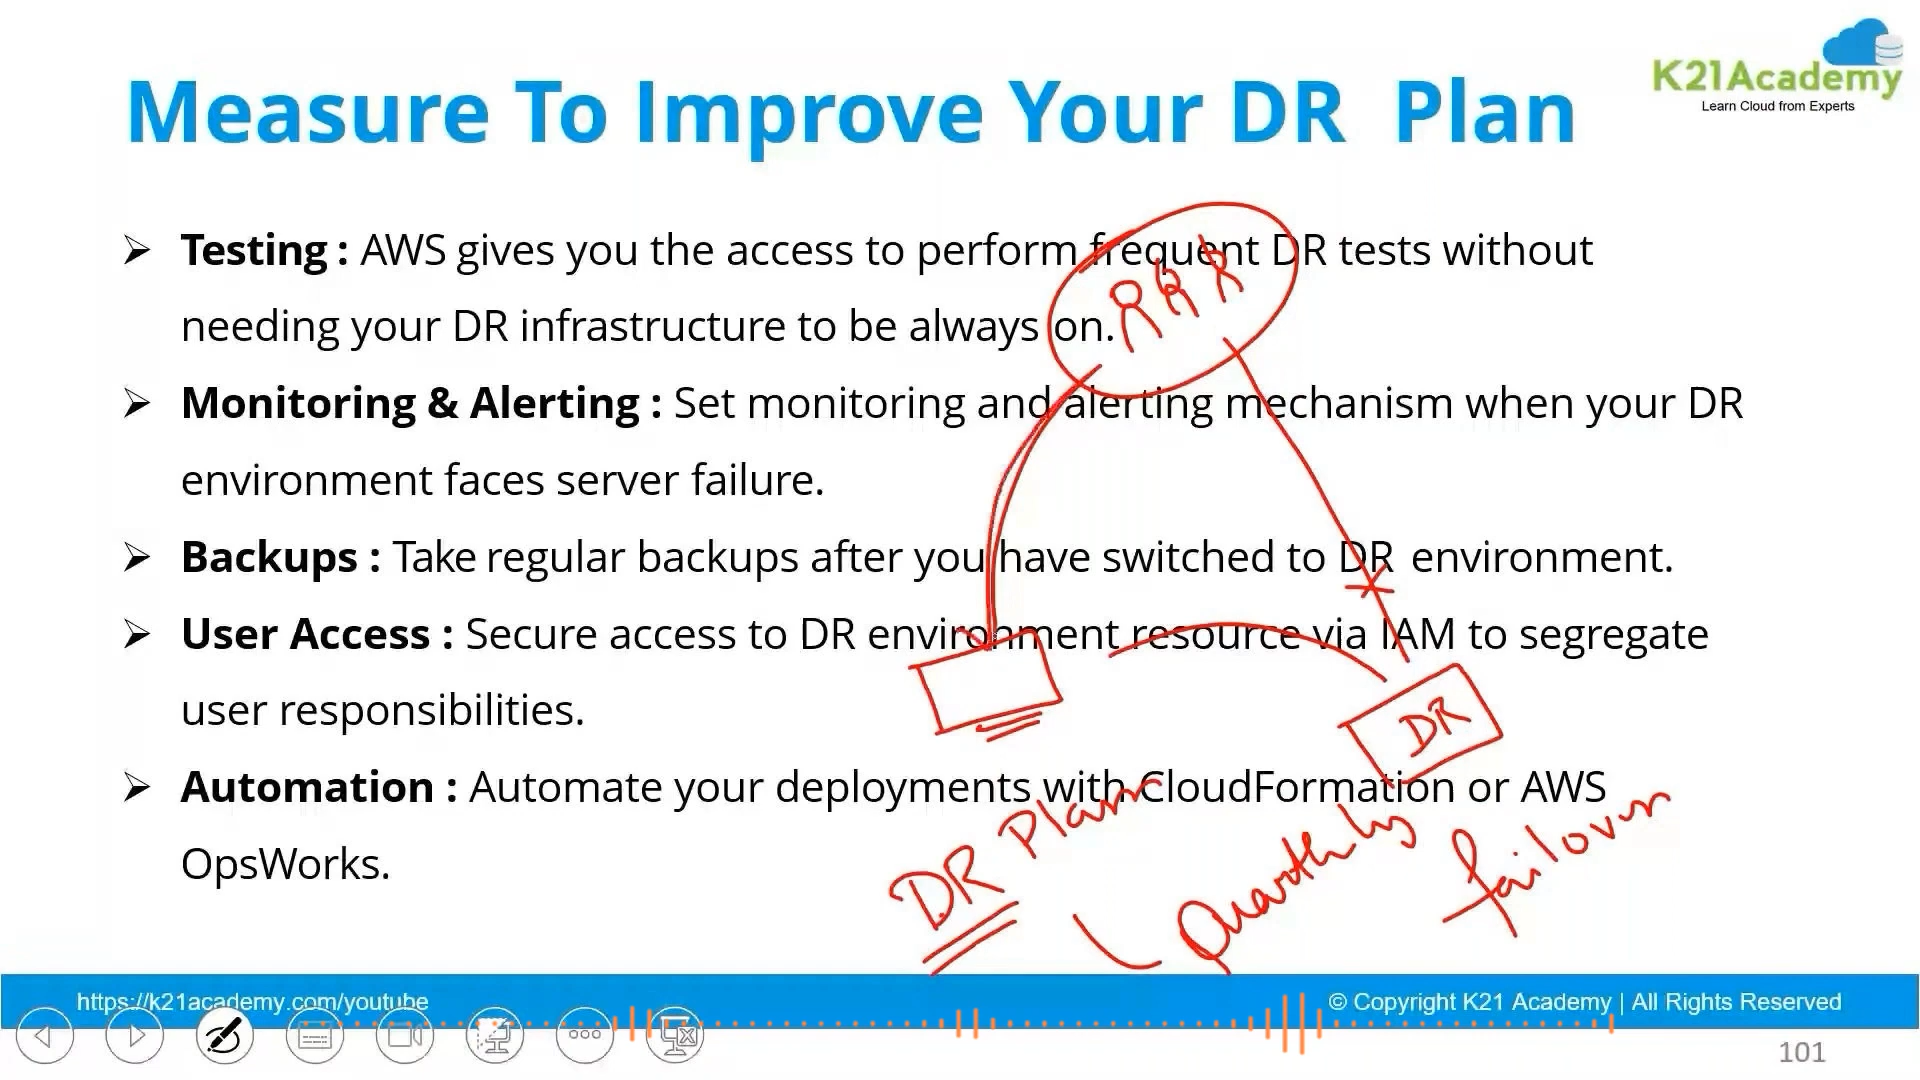 Measure To Improve Your DR Plan
K21Academy
Learn Cloud from Experts
➢ Testing : AWS gives you the access to perform frequent DR tests without
needing your DR infrastructure to be always on.
➢ Monitoring & Alerting : Set monitoring and alerting mechanism when your DR
environment faces server failure.
➢ Backups : Take regular backups after you have switched to DR environment.
➢ User Access : Secure access to DR environment resource via IAM to segregate
user responsibilities.
➢ Automation : Automate your deployments with CloudFormation or AWS
OpsWorks.
DR
DR Plan
failover
https://k21academy.com/youtube
© Copyright K21 Academy | All Rights Reserved
101